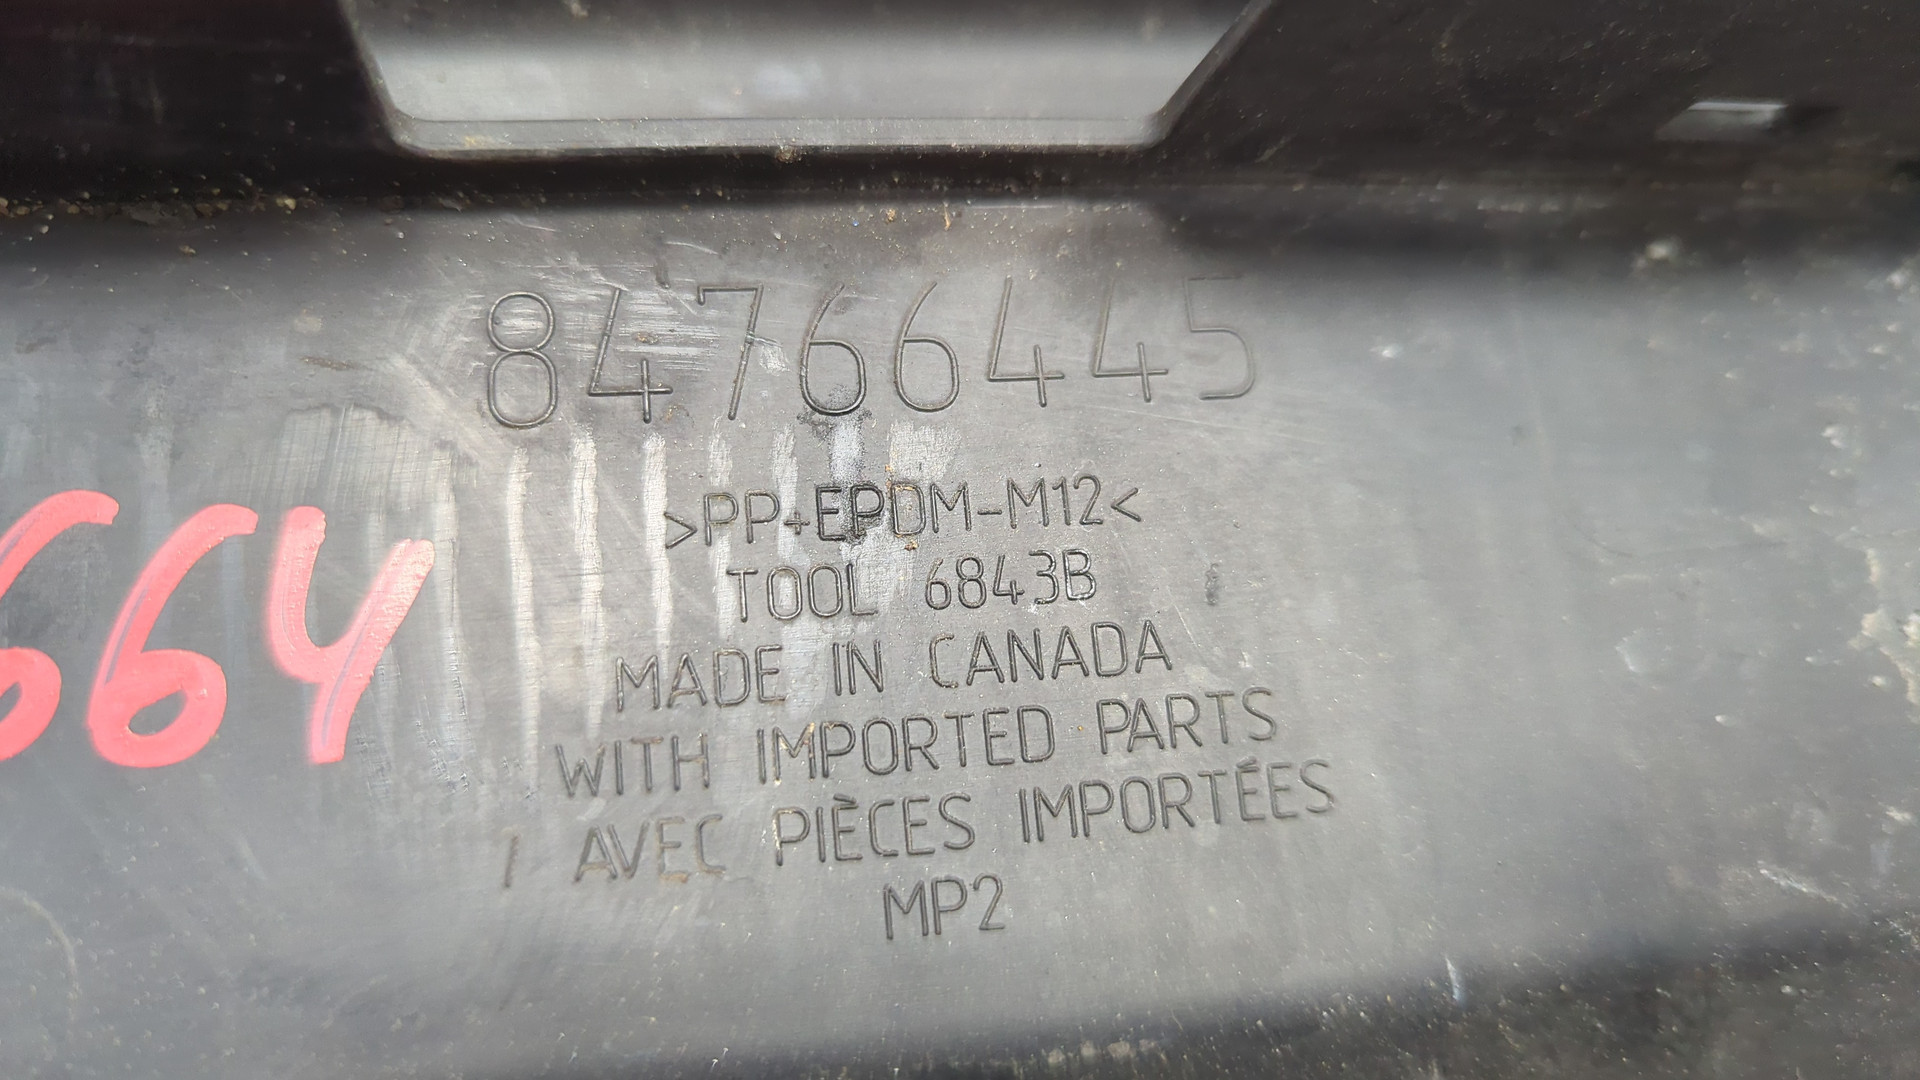 84766445
664
>PP+EPDM-M12<
TOOL 6843B
MADE IN CANADA
WITH IMPORTED PARTS
/ AVEC PIÈCES IMPORTÉES
MP2